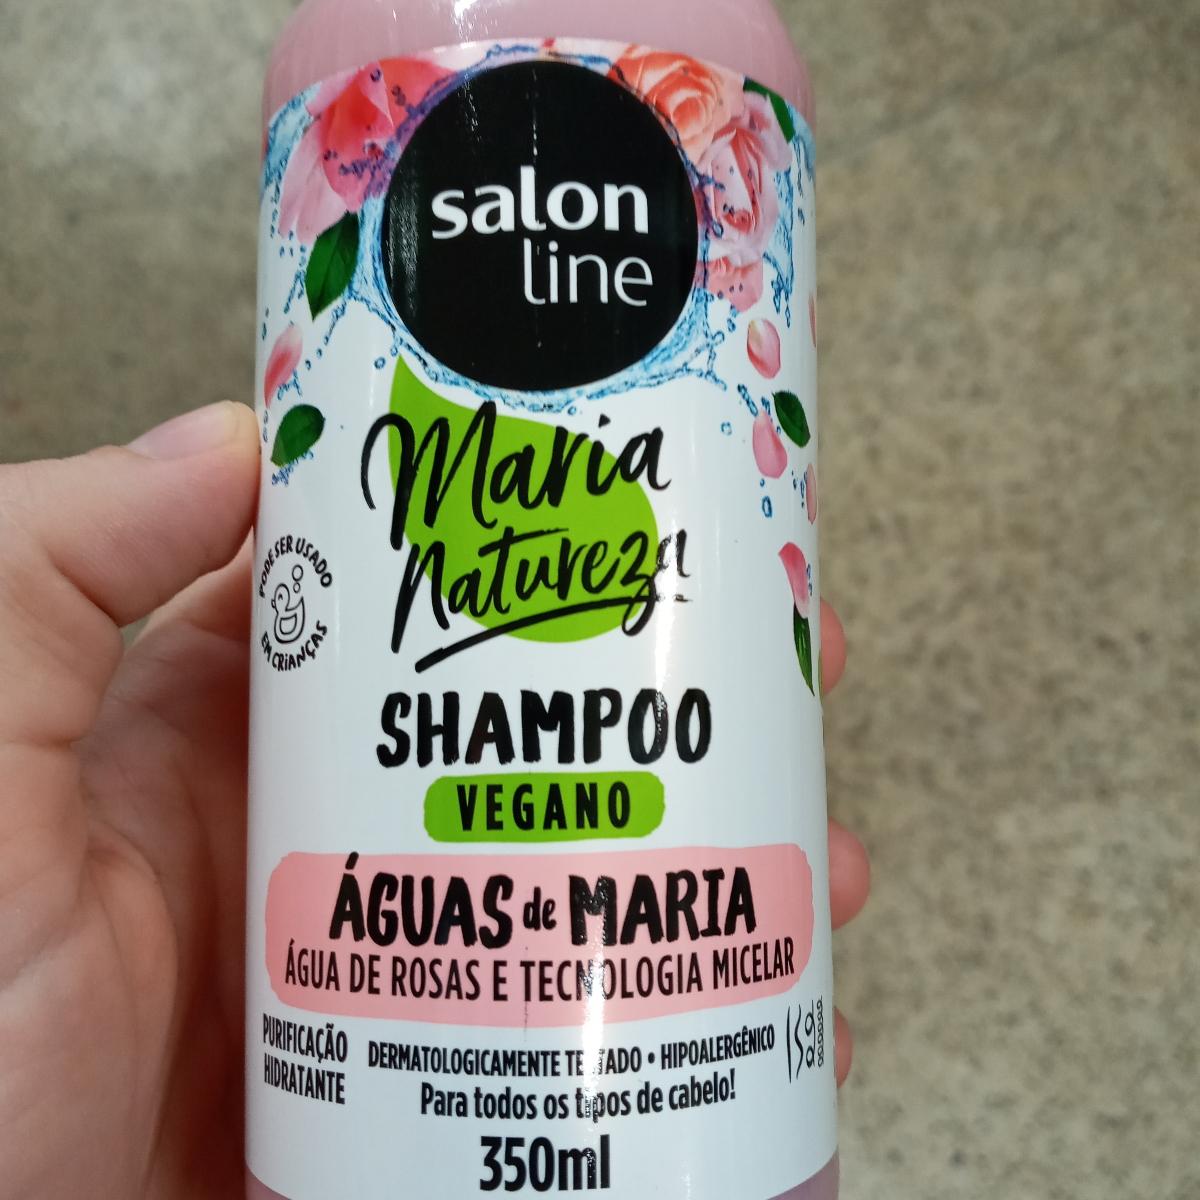 salon
line
Maria
Natureza
PODE SER USADO
EM CRIANÇAS
SHAMPOO
VEGANO
ÁGUAS de MARIA
ÁGUA DE ROSAS E TECNOLOGIA MICELAR
PURIFICAÇÃO
HIDRATANTE
DERMATOLOGICAMENTE TESTADO • HIPOALERGÊNICO
Para todos os tipos de cabelo!
350ml